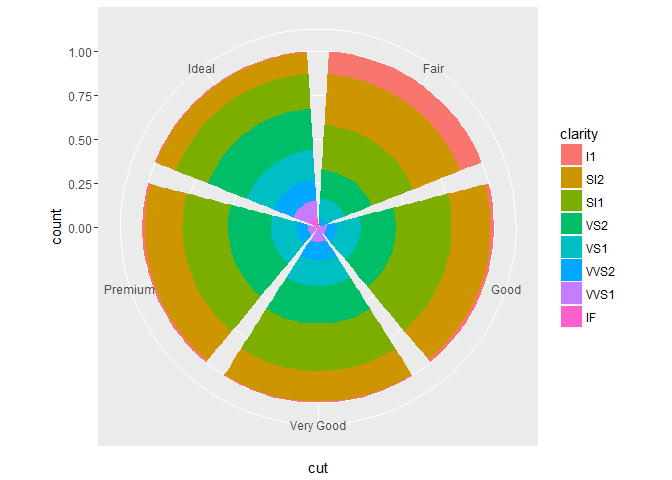 1.00
0.75
0.50
0.25
0.00
count
Ideal
Fair
Premium
Good
Very Good
cut
clarity
I1
SI2
SI1
VS2
VS1
VVS2
VVS1
IF